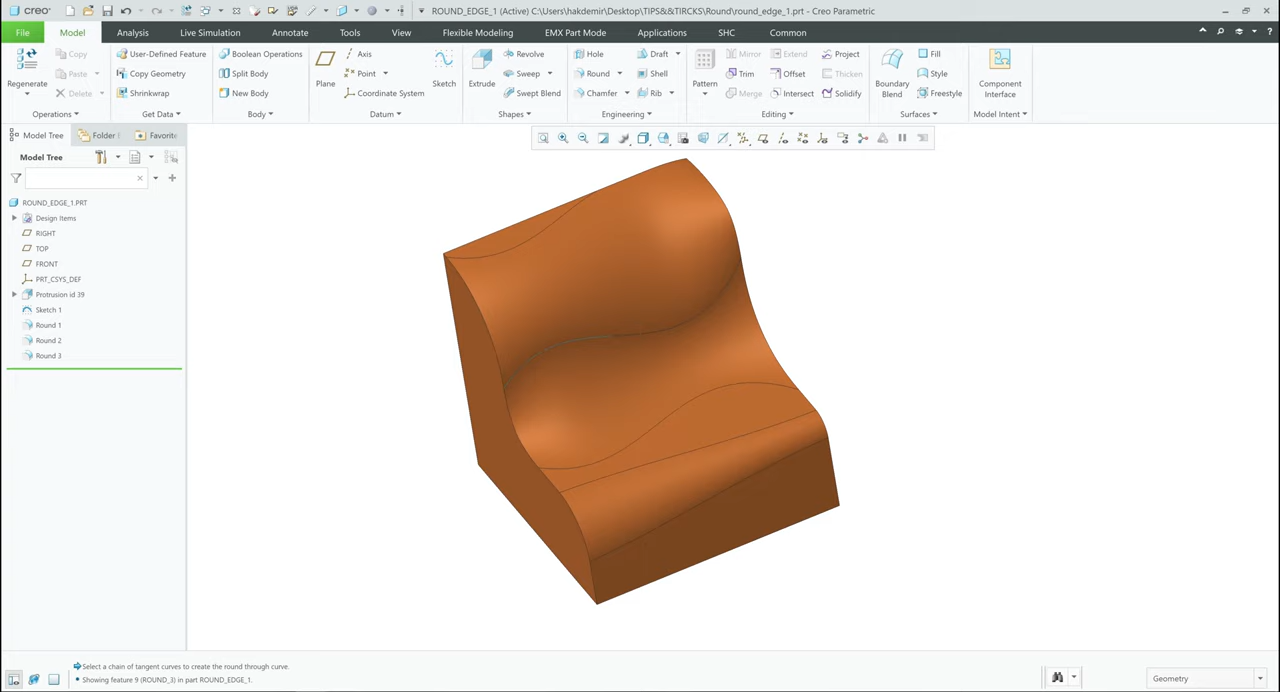 creo° ROUND_EDGE_1 (Active) C:\Users\hakdemir\Desktop\TIPS&&TIRCKS\Round\round_edge_1.prt - Creo Parametric
File Model Analysis Live Simulation Annotate Tools View Flexible Modeling EMX Part Mode Applications SHC Common
Copy User-Defined Feature Boolean Operations Axis Revolve Hole Draft Mirror Extend Project Fill
Paste Copy Geometry Split Body Point Sweep Round Shell Trim Offset Thicken Style
Regenerate Plane Sketch Extrude Pattern Boundary Blend Component Interface
Delete Shrinkwrap New Body Coordinate System Swept Blend Chamfer Rib Merge Intersect Solidify Freestyle
Operations Get Data Body Datum Shapes Engineering Editing Surfaces Model Intent
Model Tree Folder Favorite
Model Tree
ROUND_EDGE_1.PRT
Design Items
RIGHT
TOP
FRONT
PRT_CSYS_DEF
Protrusion id 39
Sketch 1
Round 1
Round 2
Round 3
Select a chain of tangent curves to create the round through curve.
Showing feature 9 (ROUND_3) in part ROUND_EDGE_1.
Geometry